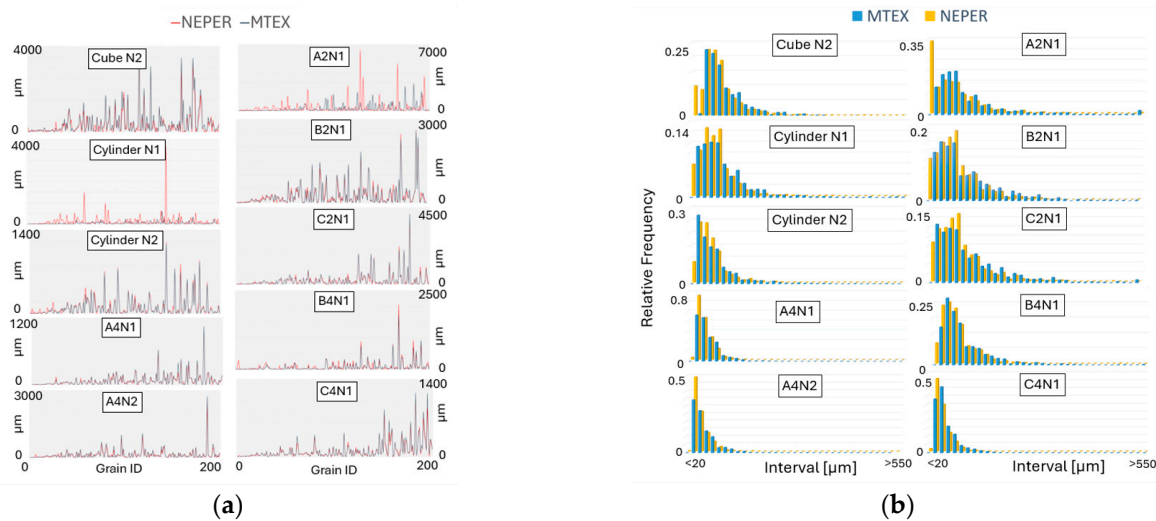 NEPER MTEX
4000
µm
Cube N2
0
4000
Cylinder N1
0
1400
Cylinder N2
µm
0
1200
A4N1
0
3000
µm
A4N2
0
0
Grain ID
200
A2N1
7000
µm
0
B2N1
3000
0
C2N1
4500
0
B4N1
2500
0
C4N1
1400
µm
0
0
Grain ID
200
(a)
MTEX NEPER
Relative Frequency
0.25
Cube N2
0
0.14
Cylinder N1
0
0.3
Cylinder N2
0
0.8
A4N1
0
0.5
A4N2
0
<20
Interval [µm]
>550
0.35
A2N1
0
0.2
B2N1
0
0.15
C2N1
0
0.25
B4N1
0
0.5
C4N1
0
<20
Interval [µm]
>550
(b)